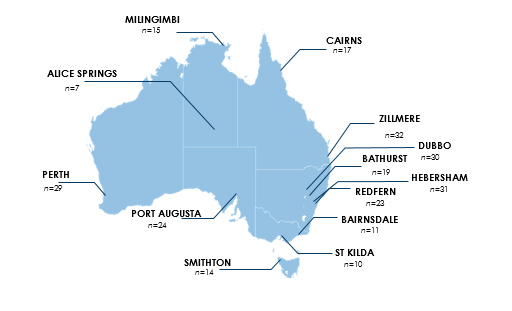 MILINGIMBI
n=15
CAIRNS
n=17
ALICE SPRINGS
n=7
ZILLMERE
n=32
DUBBO
n=30
BATHURST
n=19
HEBERSHAM
n=31
PERTH
n=29
REDFERN
n=23
PORT AUGUSTA
n=24
BAIRNSDALE
n=11
ST KILDA
n=10
SMITHTON
n=14